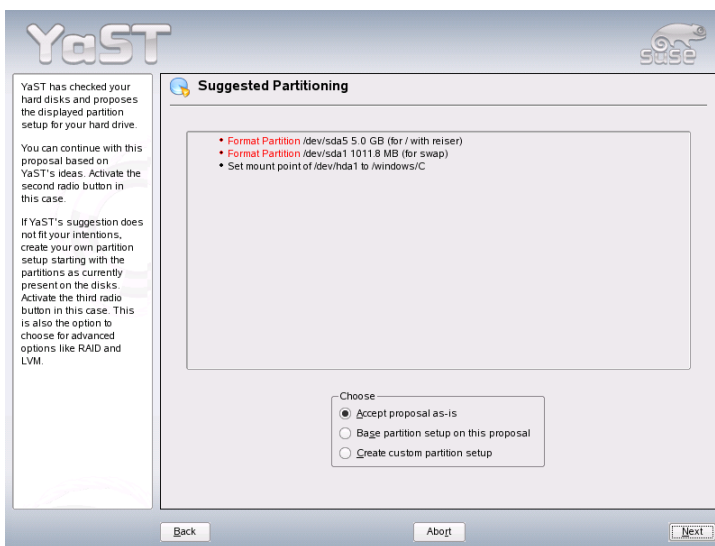 YaST
SUSE
YaST has checked your
hard disks and proposes
the displayed partition
setup for your hard drive.
You can continue with this
proposal based on
YaST's ideas. Activate the
second radio button in
this case.
If YaST's suggestion does
not fit your intentions,
create your own partition
setup starting with the
partitions as currently
present on the disks.
Activate the third radio
button in this case. This
is also the option to
choose for advanced
options like RAID and
LVM.
Suggested Partitioning
• Format Partition /dev/sda5 5.0 GB (for / with reiser)
• Format Partition /dev/sda1 1011.8 MB (for swap)
• Set mount point of /dev/hda1 to /windows/C
Choose
Accept proposal as-is
Base partition setup on this proposal
Create custom partition setup
Back
Abort
Next